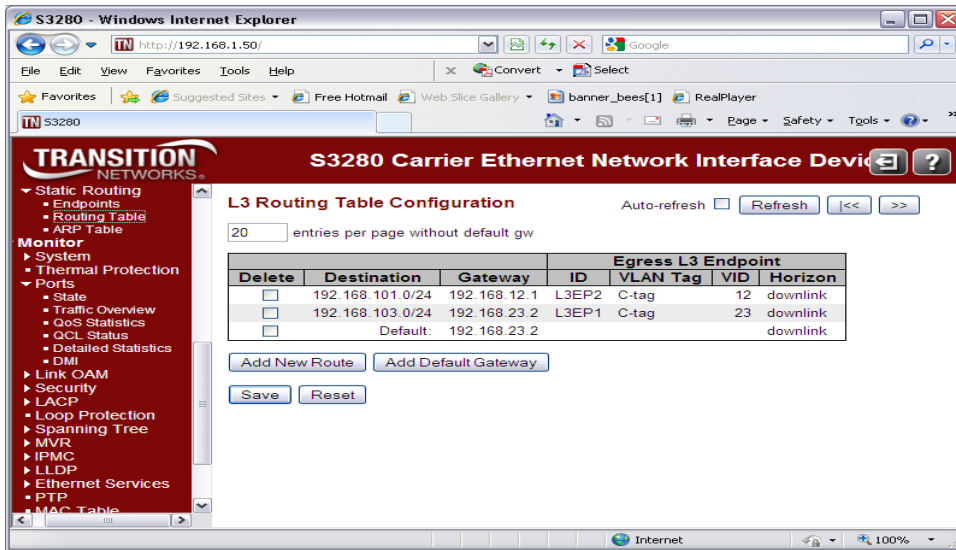 S3280 - Windows Internet Explorer
http://192.168.1.50/
Google
File Edit View Favorites Tools Help
Convert Select
Favorites Suggested Sites Free Hotmail Web Slice Gallery banner_bees[1] RealPlayer
S3280
Page Safety Tools
TRANSITION NETWORKS®
S3280 Carrier Ethernet Network Interface Devic
Static Routing
Endpoints
Routing Table
ARP Table
Monitor
System
Thermal Protection
Ports
State
Traffic Overview
QoS Statistics
QCL Status
Detailed Statistics
DMI
Link OAM
Security
LACP
Loop Protection
Spanning Tree
MVR
IPMC
LLDP
Ethernet Services
PTP
MAC Table
L3 Routing Table Configuration
Auto-refresh Refresh |<< >>
20 entries per page without default gw
Egress L3 Endpoint
Delete Destination Gateway ID VLAN Tag VID Horizon
192.168.101.0/24 192.168.12.1 L3EP2 C-tag 12 downlink
192.168.103.0/24 192.168.23.2 L3EP1 C-tag 23 downlink
Default: 192.168.23.2 downlink
Add New Route Add Default Gateway
Save Reset
Internet 100%